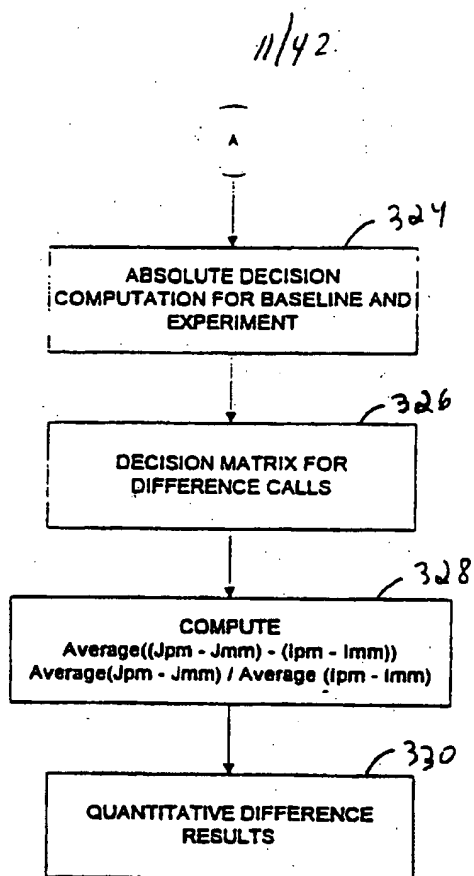 11/42
A
324
ABSOLUTE DECISION
COMPUTATION FOR BASELINE AND
EXPERIMENT
326
DECISION MATRIX FOR
DIFFERENCE CALLS
328
COMPUTE
Average((Jpm - Jmm) - (Ipm - Imm))
Average(Jpm - Jmm) / Average (Ipm - Imm)
330
QUANTITATIVE DIFFERENCE
RESULTS